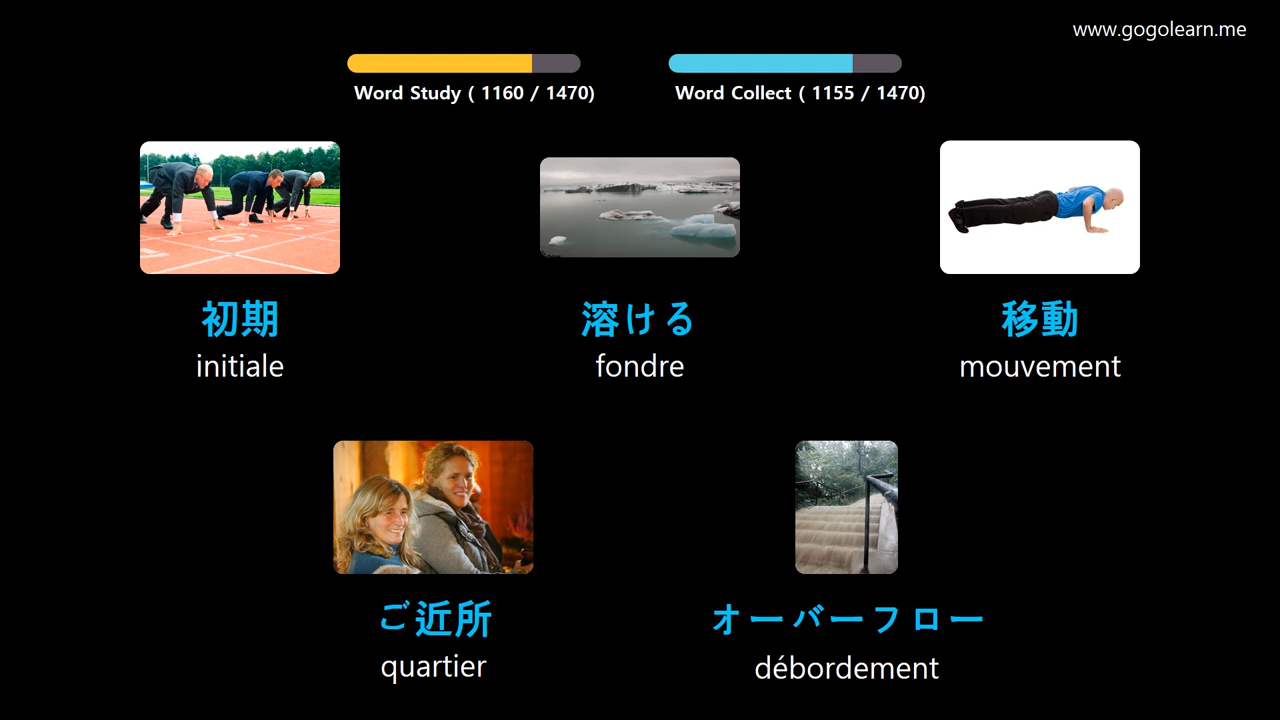 www.gogolearn.me
Word Study ( 1160 / 1470)
Word Collect ( 1155 / 1470)
初期
initiale
溶ける
fondre
移動
mouvement
ご近所
quartier
オーバーフロー
débordement